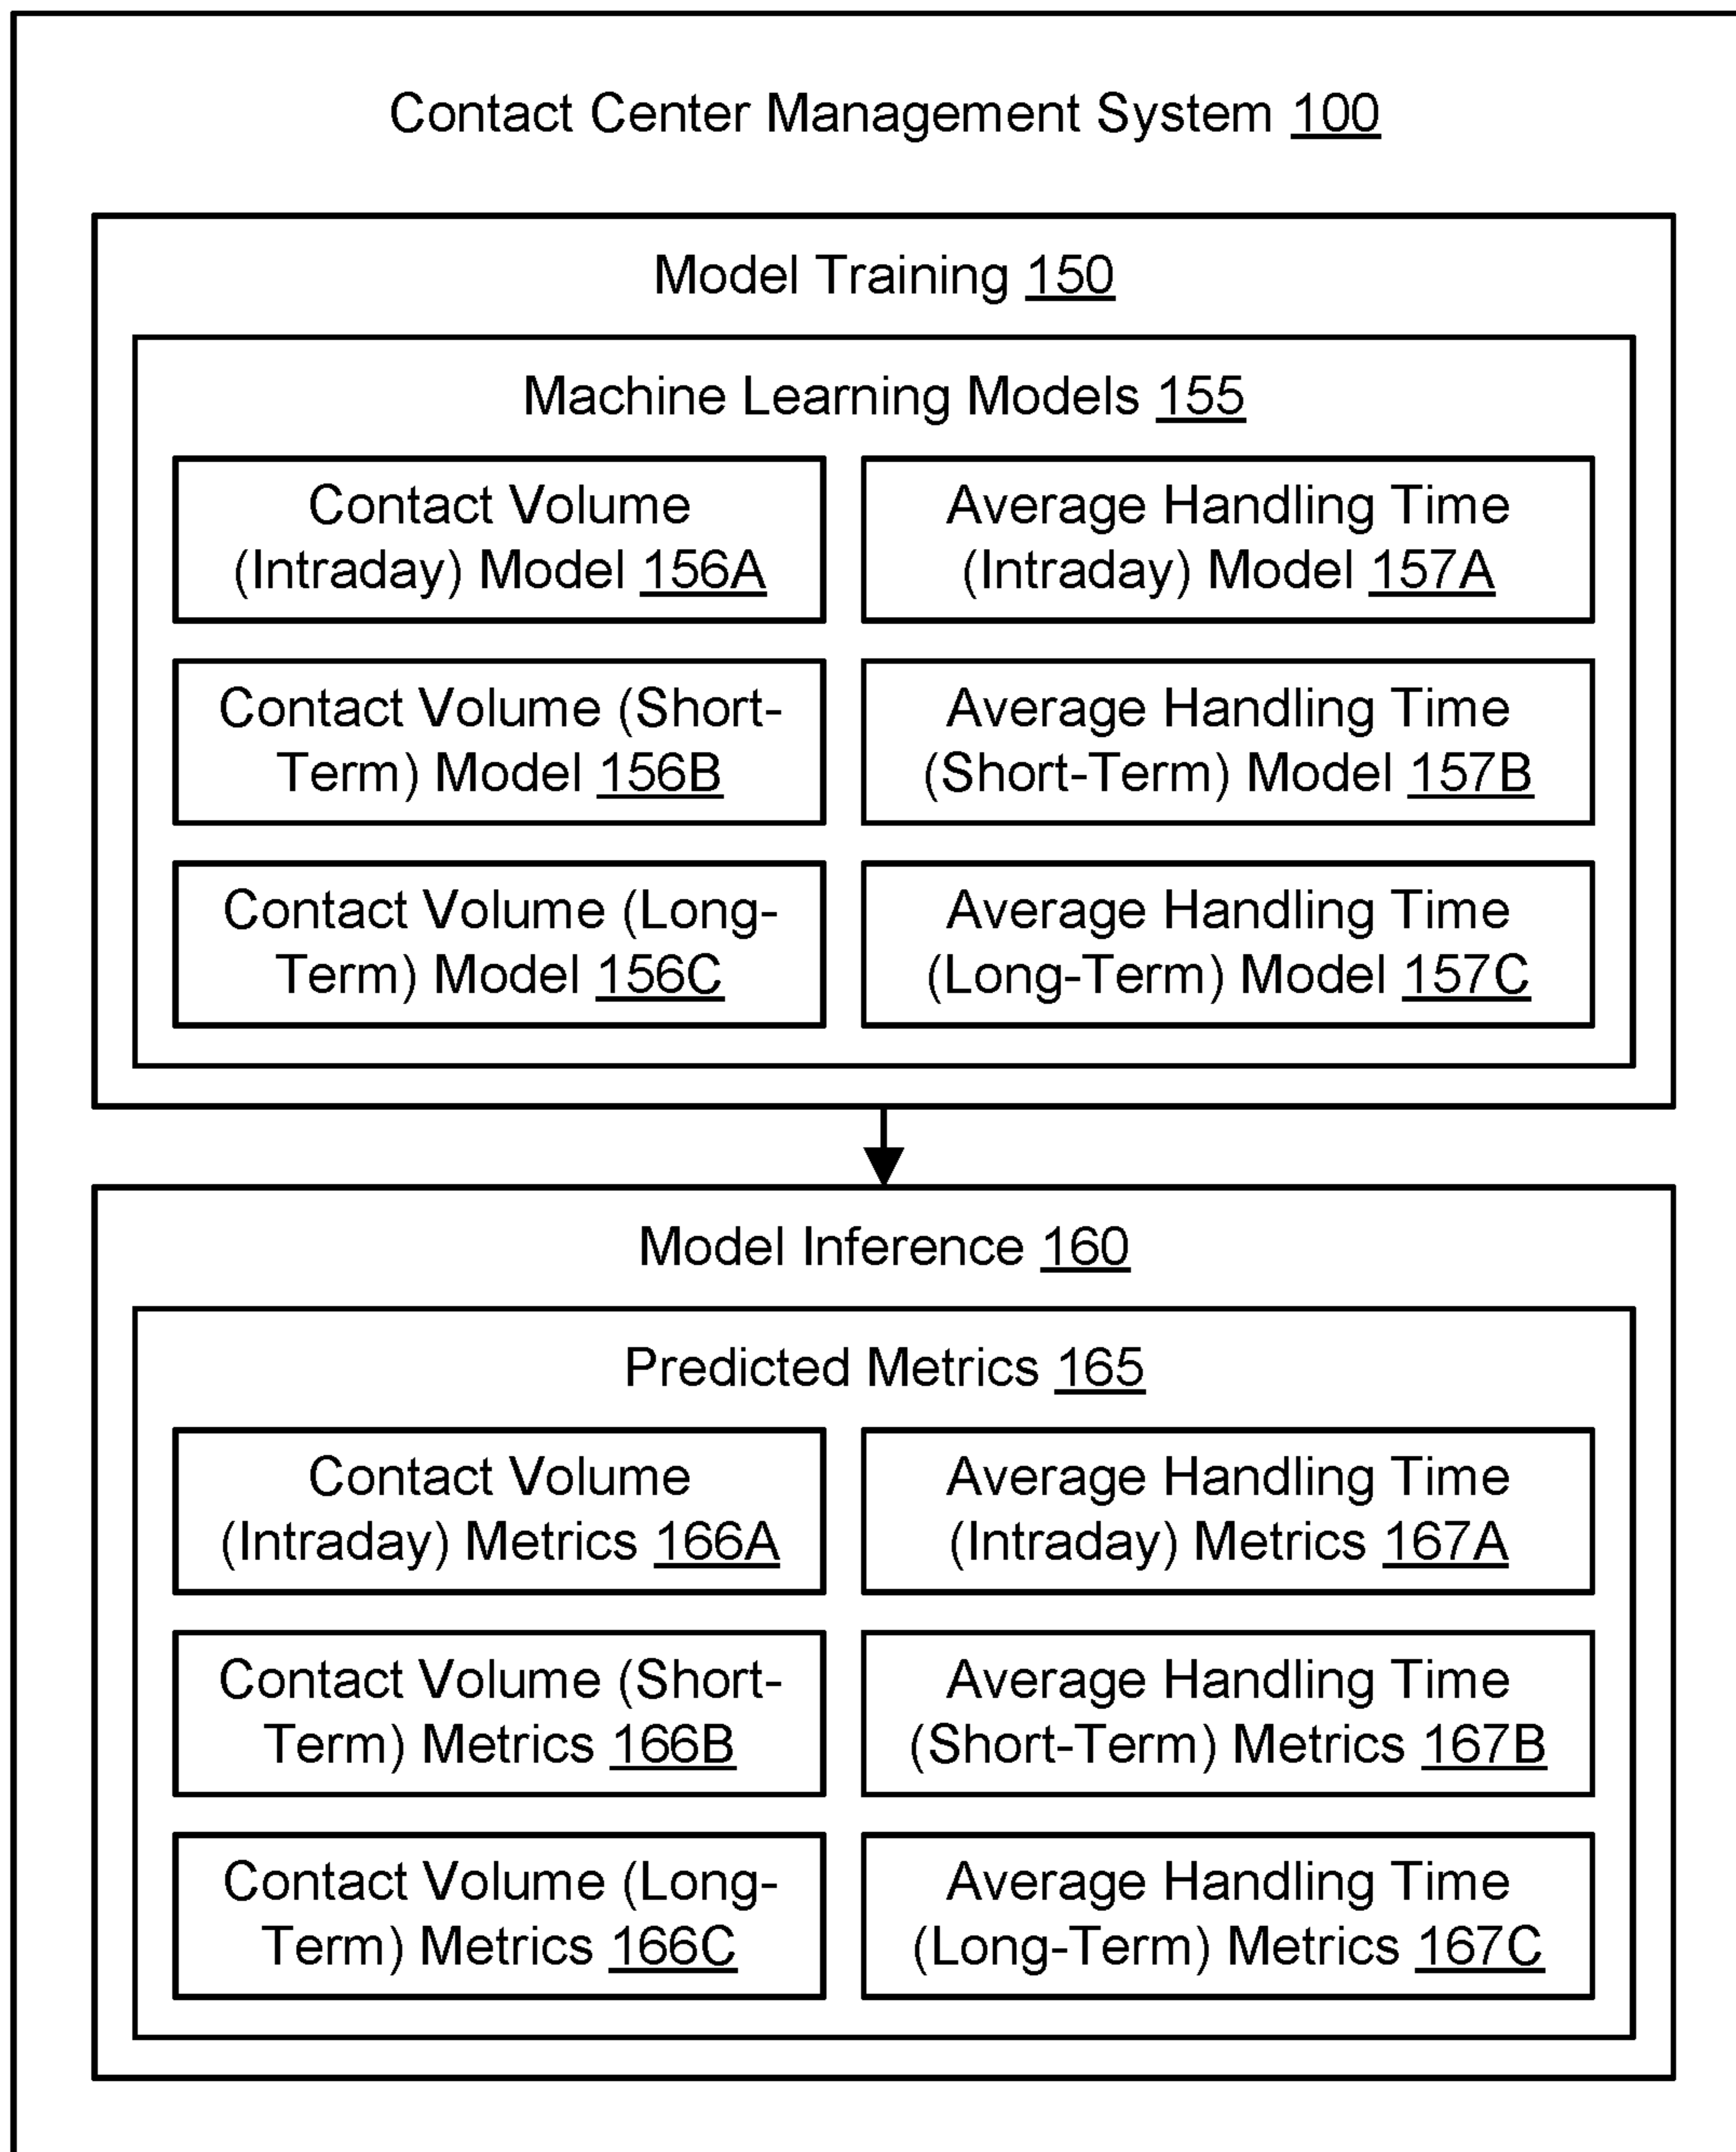 Contact Center Management System 100
Model Training 150
Machine Learning Models 155
Contact Volume
(Intraday) Model 156A
Average Handling Time
(Intraday) Model 157A
Contact Volume (Short-
Term) Model 156B
Average Handling Time
(Short-Term) Model 157B
Contact Volume (Long-
Term) Model 156C
Average Handling Time
(Long-Term) Model 157C
Model Inference 160
Predicted Metrics 165
Contact Volume
(Intraday) Metrics 166A
Average Handling Time
(Intraday) Metrics 167A
Contact Volume (Short-
Term) Metrics 166B
Average Handling Time
(Short-Term) Metrics 167B
Contact Volume (Long-
Term) Metrics 166C
Average Handling Time
(Long-Term) Metrics 167C